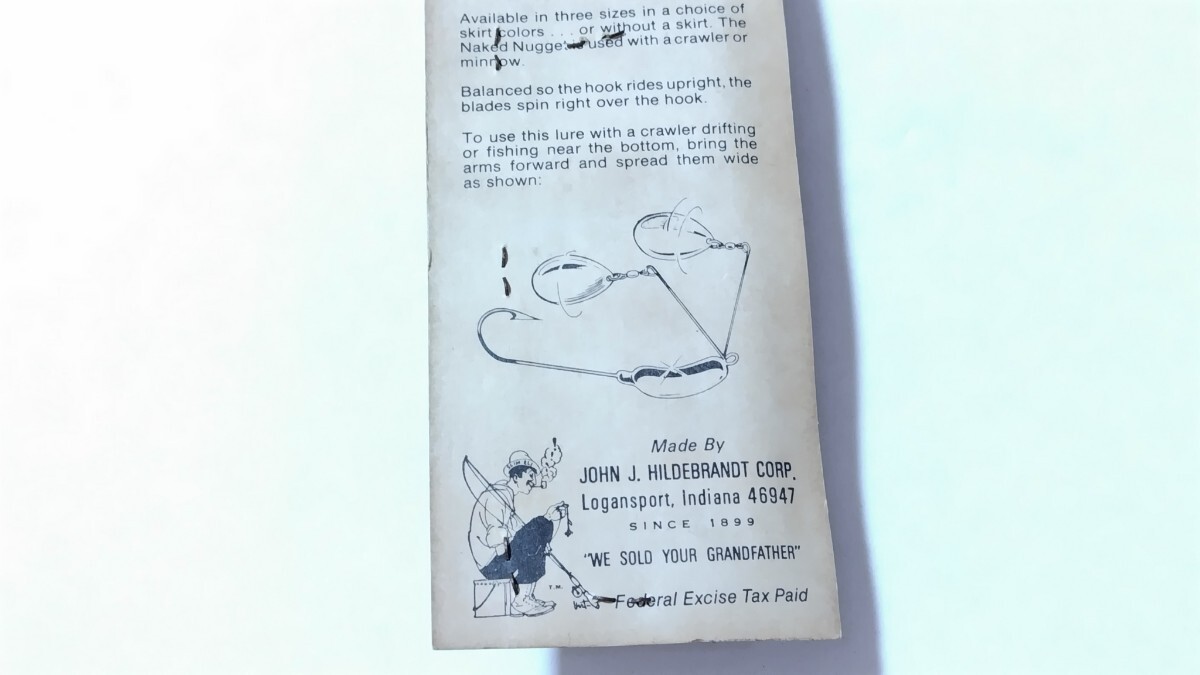 Available in three sizes in a choice of
skirt colors . . . or without a skirt. The
Naked Nugget is used with a crawler or
minnow.
Balanced so the hook rides upright, the
blades spin right over the hook.
To use this lure with a crawler drifting
or fishing near the bottom, bring the
arms forward and spread them wide
as shown:
Made By
JOHN J. HILDEBRANDT CORP.
Logansport, Indiana 46947
SINCE 1899
"WE SOLD YOUR GRANDFATHER"
T.M.
Federal Excise Tax Paid